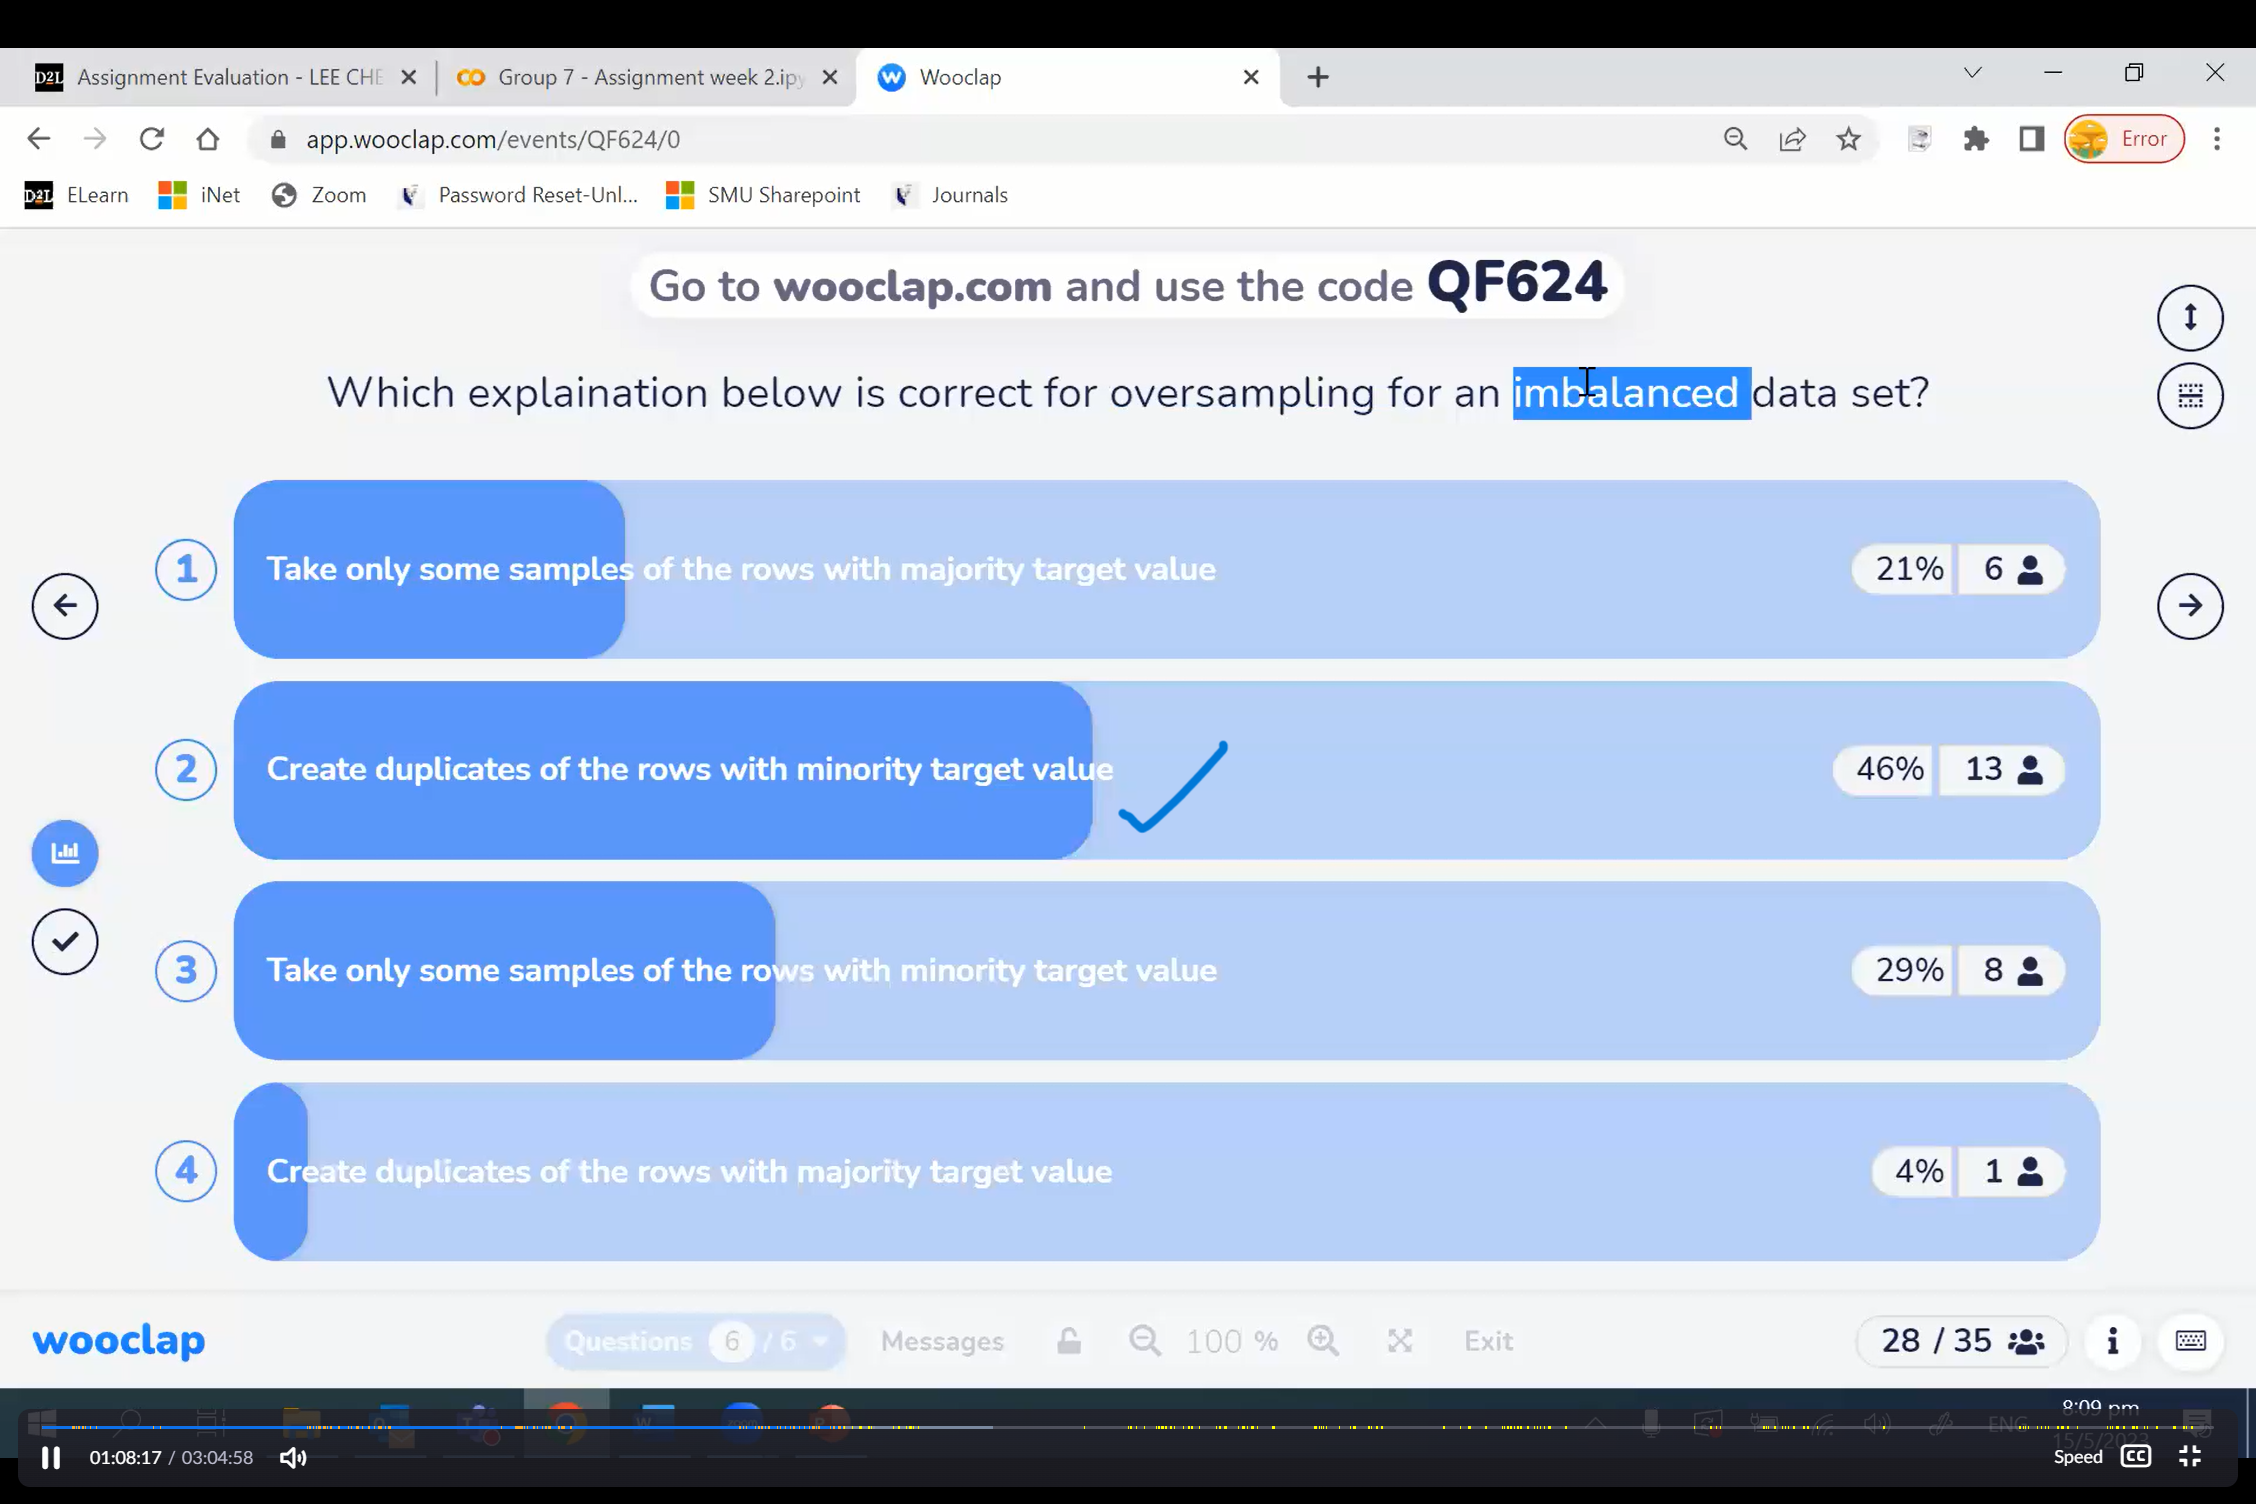 Assignment Evaluation - LEE CHE
Group 7 - Assignment week 2.ipy
Wooclap
app.wooclap.com/events/QF624/0
Error
ELearn
iNet
Zoom
Password Reset-Unl...
SMU Sharepoint
Journals
Go to wooclap.com and use the code QF624
Which explaination below is correct for oversampling for an imbalanced data set?
1 Take only some samples of the rows with majority target value 21% 6
2 Create duplicates of the rows with minority target value 46% 13
3 Take only some samples of the rows with minority target value 29% 8
4 Create duplicates of the rows with majority target value 4% 1
wooclap
Questions 6 / 6
Messages
100 %
Exit
28 / 35
8:09 pm
ENG
01:08:17 / 03:04:58
Speed
CC